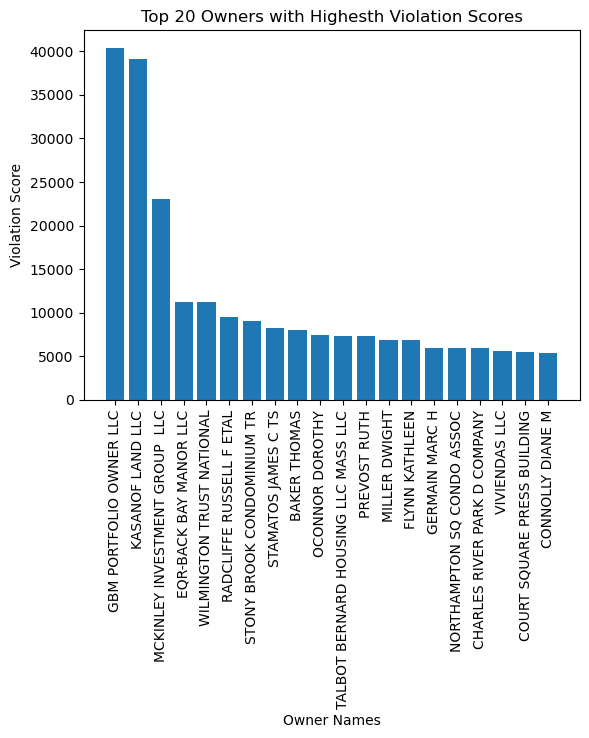 Top 20 Owners with Highesth Violation Scores
Violation Score
40000
35000
30000
25000
20000
15000
10000
5000
0
GBM PORTFOLIO OWNER LLC
KASANOF LAND LLC
MCKINLEY INVESTMENT GROUP  LLC
EQR-BACK BAY MANOR LLC
WILMINGTON TRUST NATIONAL
RADCLIFFE RUSSELL F ETAL
STONY BROOK CONDOMINIUM TR
STAMATOS JAMES C TS
BAKER THOMAS
OCONNOR DOROTHY
TALBOT BERNARD HOUSING LLC MASS LLC
PREVOST RUTH
MILLER DWIGHT
FLYNN KATHLEEN
GERMAIN MARC H
NORTHAMPTON SQ CONDO ASSOC
CHARLES RIVER PARK D COMPANY
VIVIENDAS LLC
COURT SQUARE PRESS BUILDING
CONNOLLY DIANE M
Owner Names